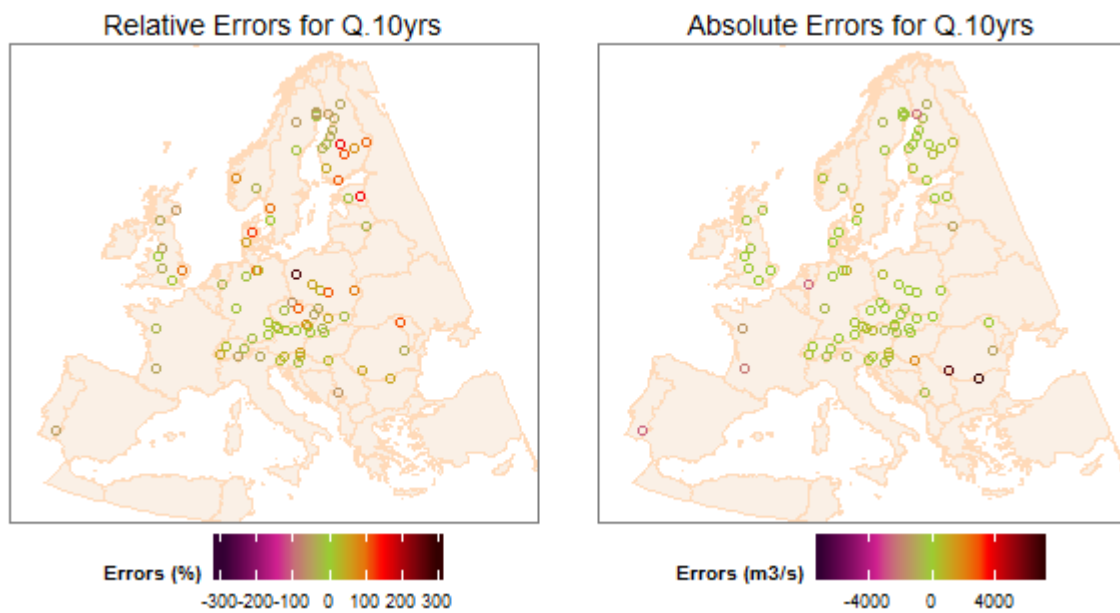 Relative Errors for Q.10yrs
Absolute Errors for Q.10yrs
Errors (%)
-300-200-100 0 100 200 300
Errors (m3/s)
-4000 0 4000